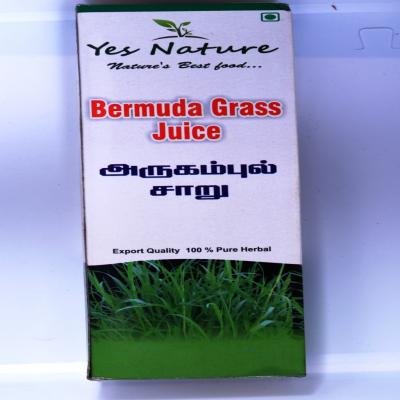 Yes Nature
Nature's Best food...
Bermuda Grass
Juice
அருகம்புல்
சாறு
Export Quality 100 % Pure Herbal